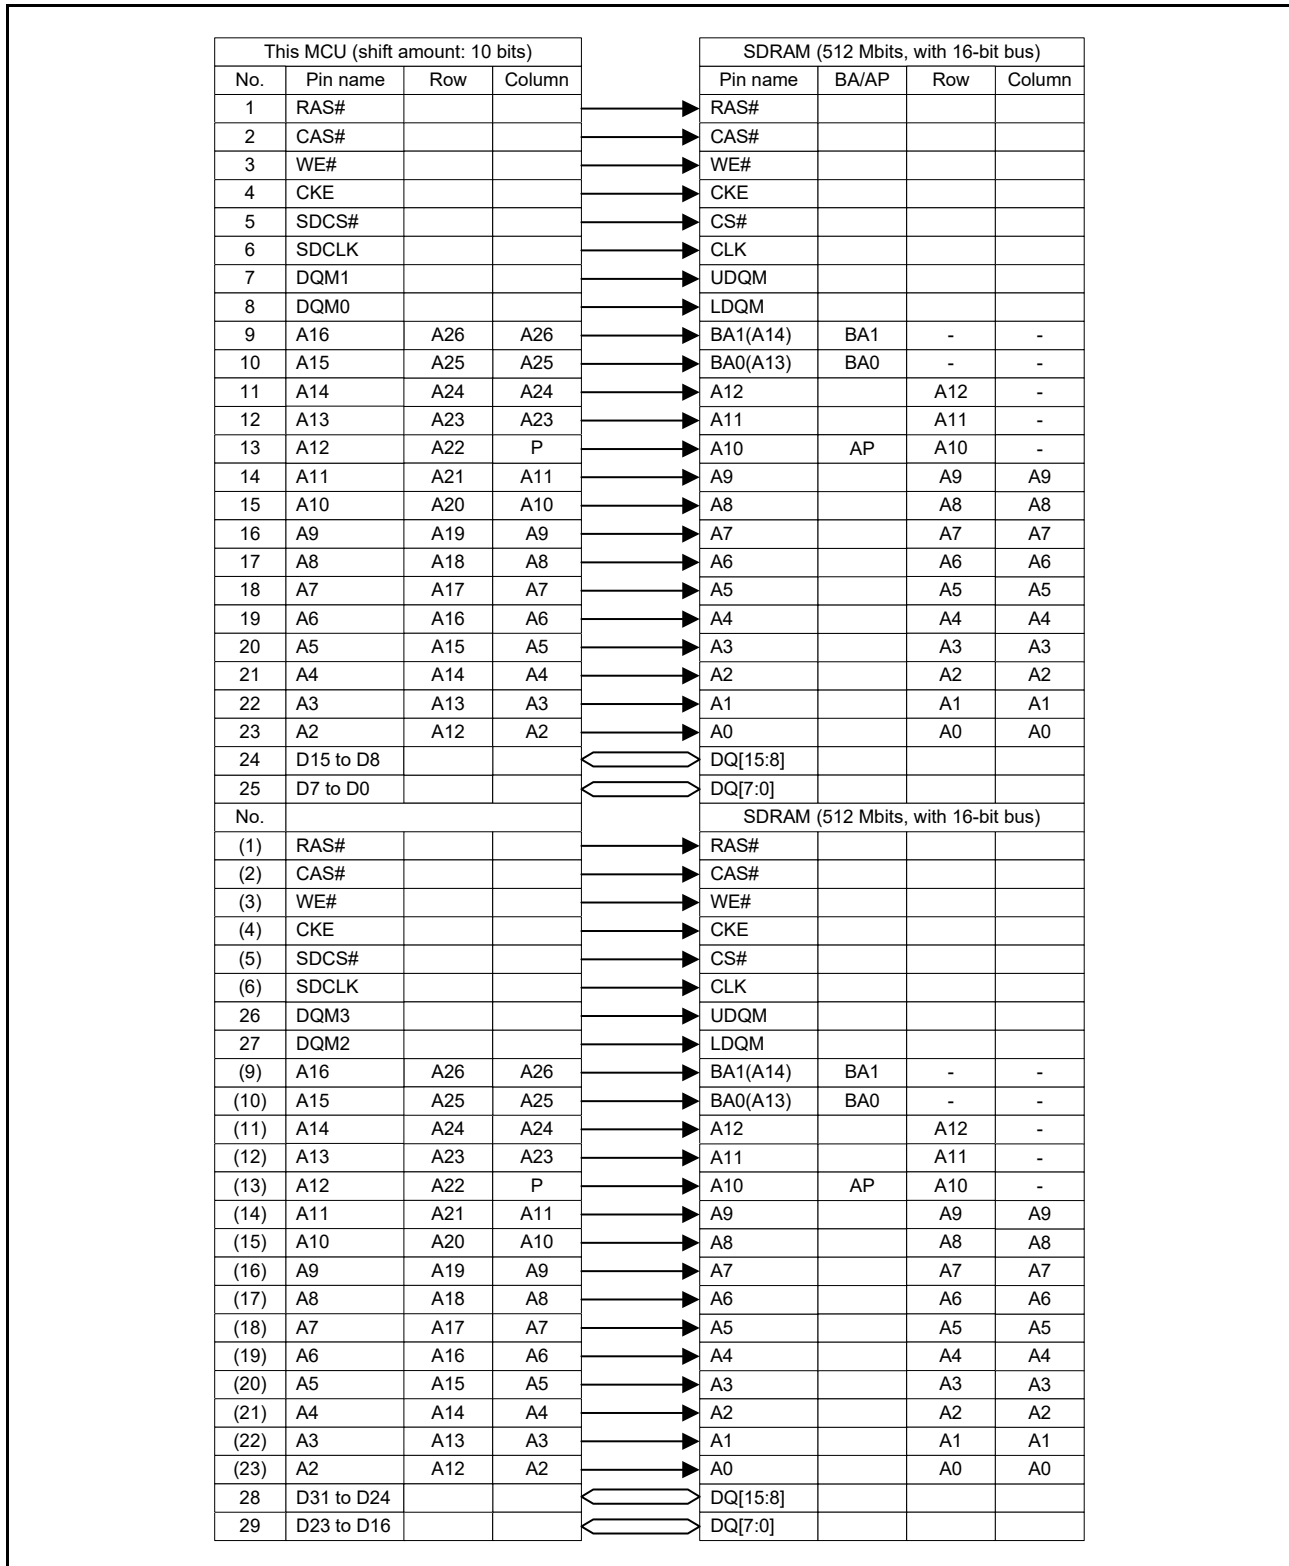 This MCU (shift amount: 10 bits) SDRAM (512 Mbits, with 16-bit bus)
No. Pin name Row Column Pin name BA/AP Row Column
1 RAS# RAS#
2 CAS# CAS#
3 WE# WE#
4 CKE CKE
5 SDCS# CS#
6 SDCLK CLK
7 DQM1 UDQM
8 DQM0 LDQM
9 A16 A26 A26 BA1(A14) BA1 - -
10 A15 A25 A25 BA0(A13) BA0 - -
11 A14 A24 A24 A12 A12 -
12 A13 A23 A23 A11 A11 -
13 A12 A22 P A10 AP A10 -
14 A11 A21 A11 A9 A9 A9
15 A10 A20 A10 A8 A8 A8
16 A9 A19 A9 A7 A7 A7
17 A8 A18 A8 A6 A6 A6
18 A7 A17 A7 A5 A5 A5
19 A6 A16 A6 A4 A4 A4
20 A5 A15 A5 A3 A3 A3
21 A4 A14 A4 A2 A2 A2
22 A3 A13 A3 A1 A1 A1
23 A2 A12 A2 A0 A0 A0
24 D15 to D8 DQ[15:8]
25 D7 to D0 DQ[7:0]
No. SDRAM (512 Mbits, with 16-bit bus)
(1) RAS# RAS#
(2) CAS# CAS#
(3) WE# WE#
(4) CKE CKE
(5) SDCS# CS#
(6) SDCLK CLK
26 DQM3 UDQM
27 DQM2 LDQM
(9) A16 A26 A26 BA1(A14) BA1 - -
(10) A15 A25 A25 BA0(A13) BA0 - -
(11) A14 A24 A24 A12 A12 -
(12) A13 A23 A23 A11 A11 -
(13) A12 A22 P A10 AP A10 -
(14) A11 A21 A11 A9 A9 A9
(15) A10 A20 A10 A8 A8 A8
(16) A9 A19 A9 A7 A7 A7
(17) A8 A18 A8 A6 A6 A6
(18) A7 A17 A7 A5 A5 A5
(19) A6 A16 A6 A4 A4 A4
(20) A5 A15 A5 A3 A3 A3
(21) A4 A14 A4 A2 A2 A2
(22) A3 A13 A3 A1 A1 A1
(23) A2 A12 A2 A0 A0 A0
28 D31 to D24 DQ[15:8]
29 D23 to D16 DQ[7:0]